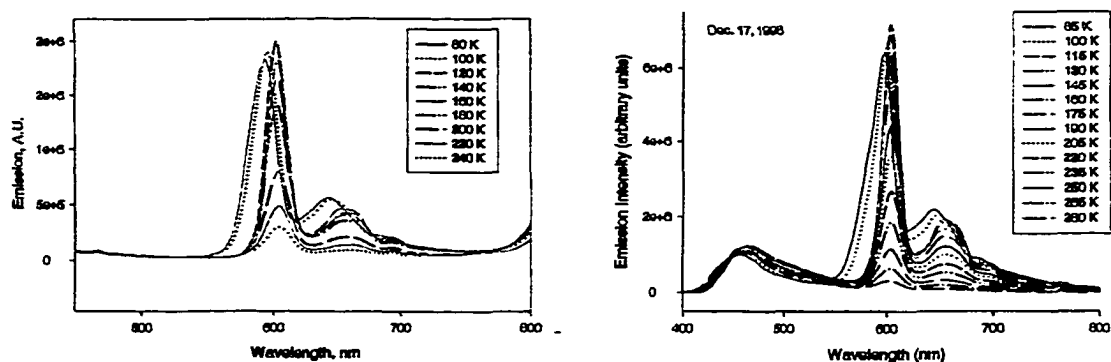 Emission, A.U.
2e+6
2e+6
1e+6
5e+5
0
500
600
700
800
Wavelength, nm
80 K
100 K
120 K
140 K
160 K
180 K
200 K
220 K
240 K
Dec. 17, 1998
Emission Intensity (arbitrary units)
6e+6
4e+6
2e+6
0
400
500
600
700
800
Wavelength (nm)
85 K
100 K
115 K
130 K
145 K
160 K
175 K
190 K
205 K
220 K
235 K
250 K
265 K
280 K